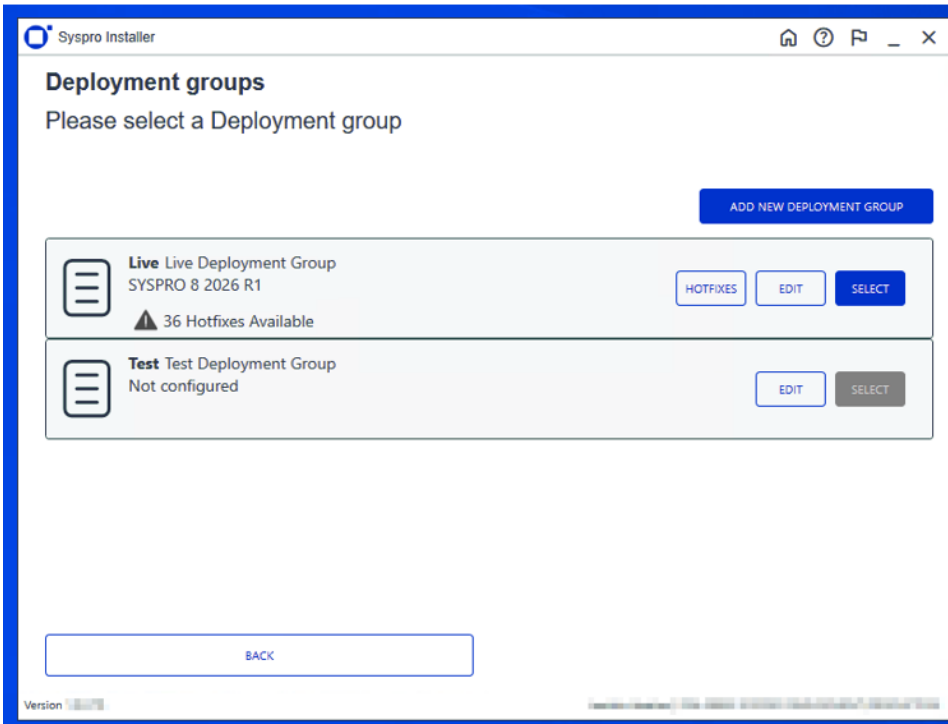 Syspro Installer
Deployment groups
Please select a Deployment group
ADD NEW DEPLOYMENT GROUP
Live Live Deployment Group
SYSPRO 8 2026 R1
36 Hotfixes Available
HOTFIXES
EDIT
SELECT
Test Test Deployment Group
Not configured
EDIT
SELECT
BACK
Version